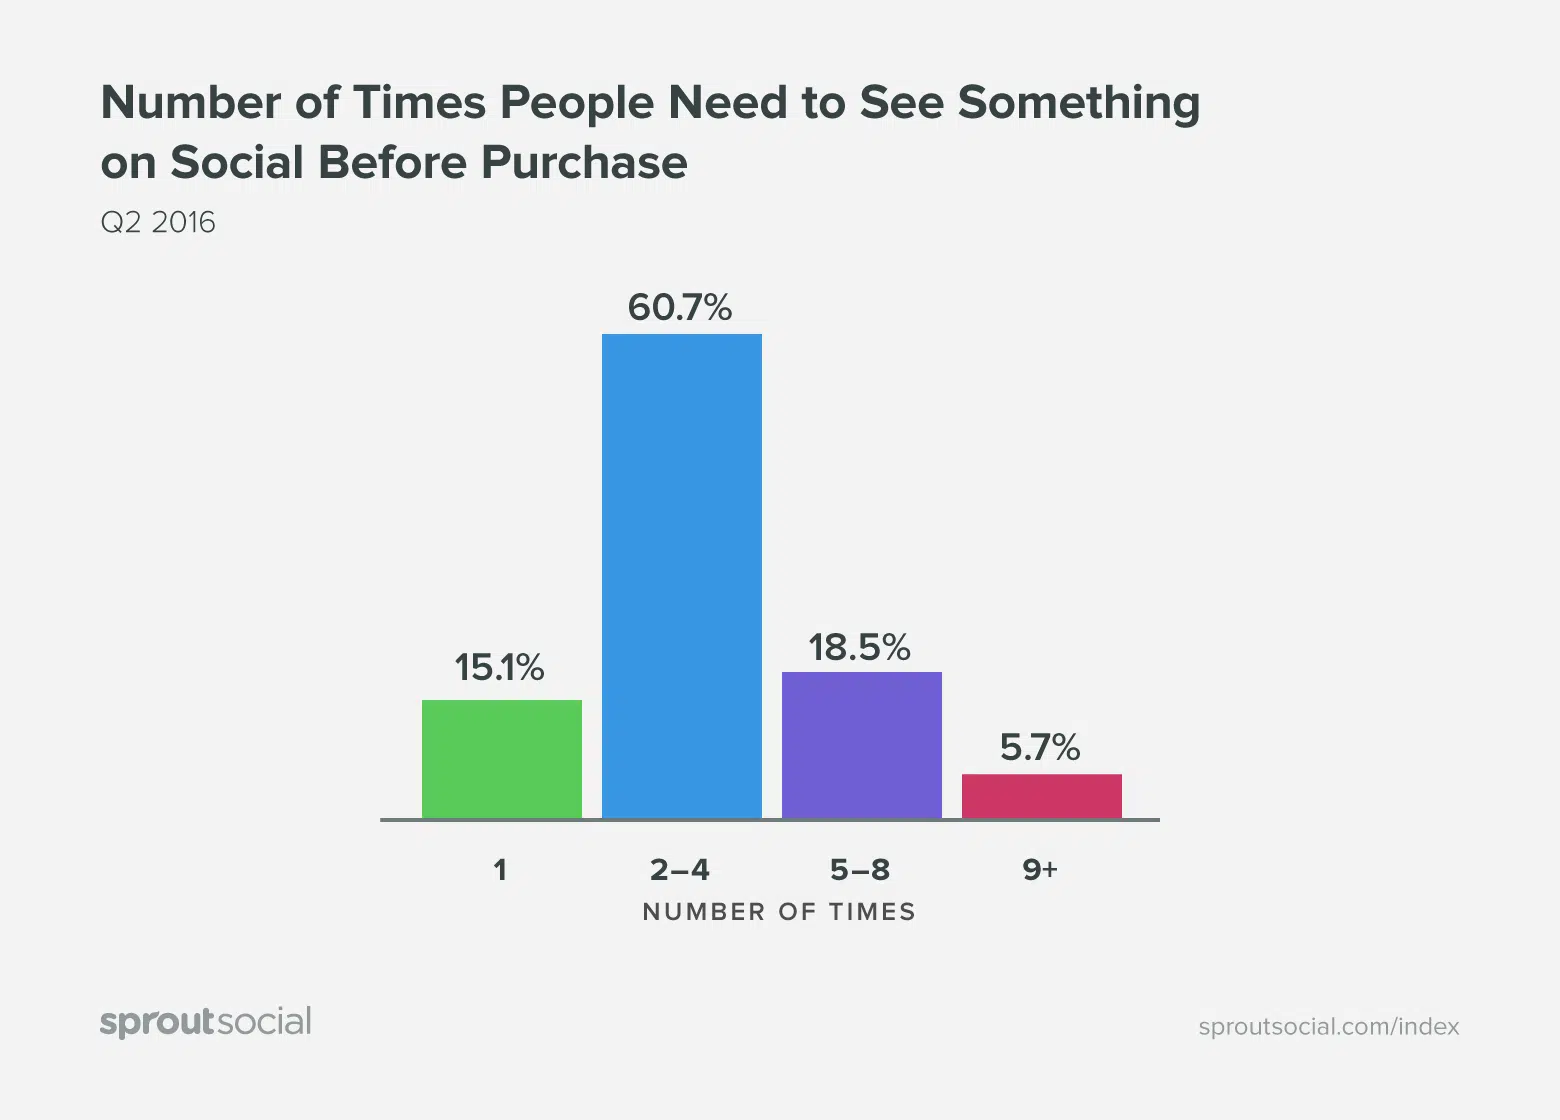 Number of Times People Need to See Something
on Social Before Purchase
Q2 2016
60.7%
18.5%
15.1%
5.7%
1
2–4
5–8
9+
NUMBER OF TIMES
sproutsocial
sproutsocial.com/index